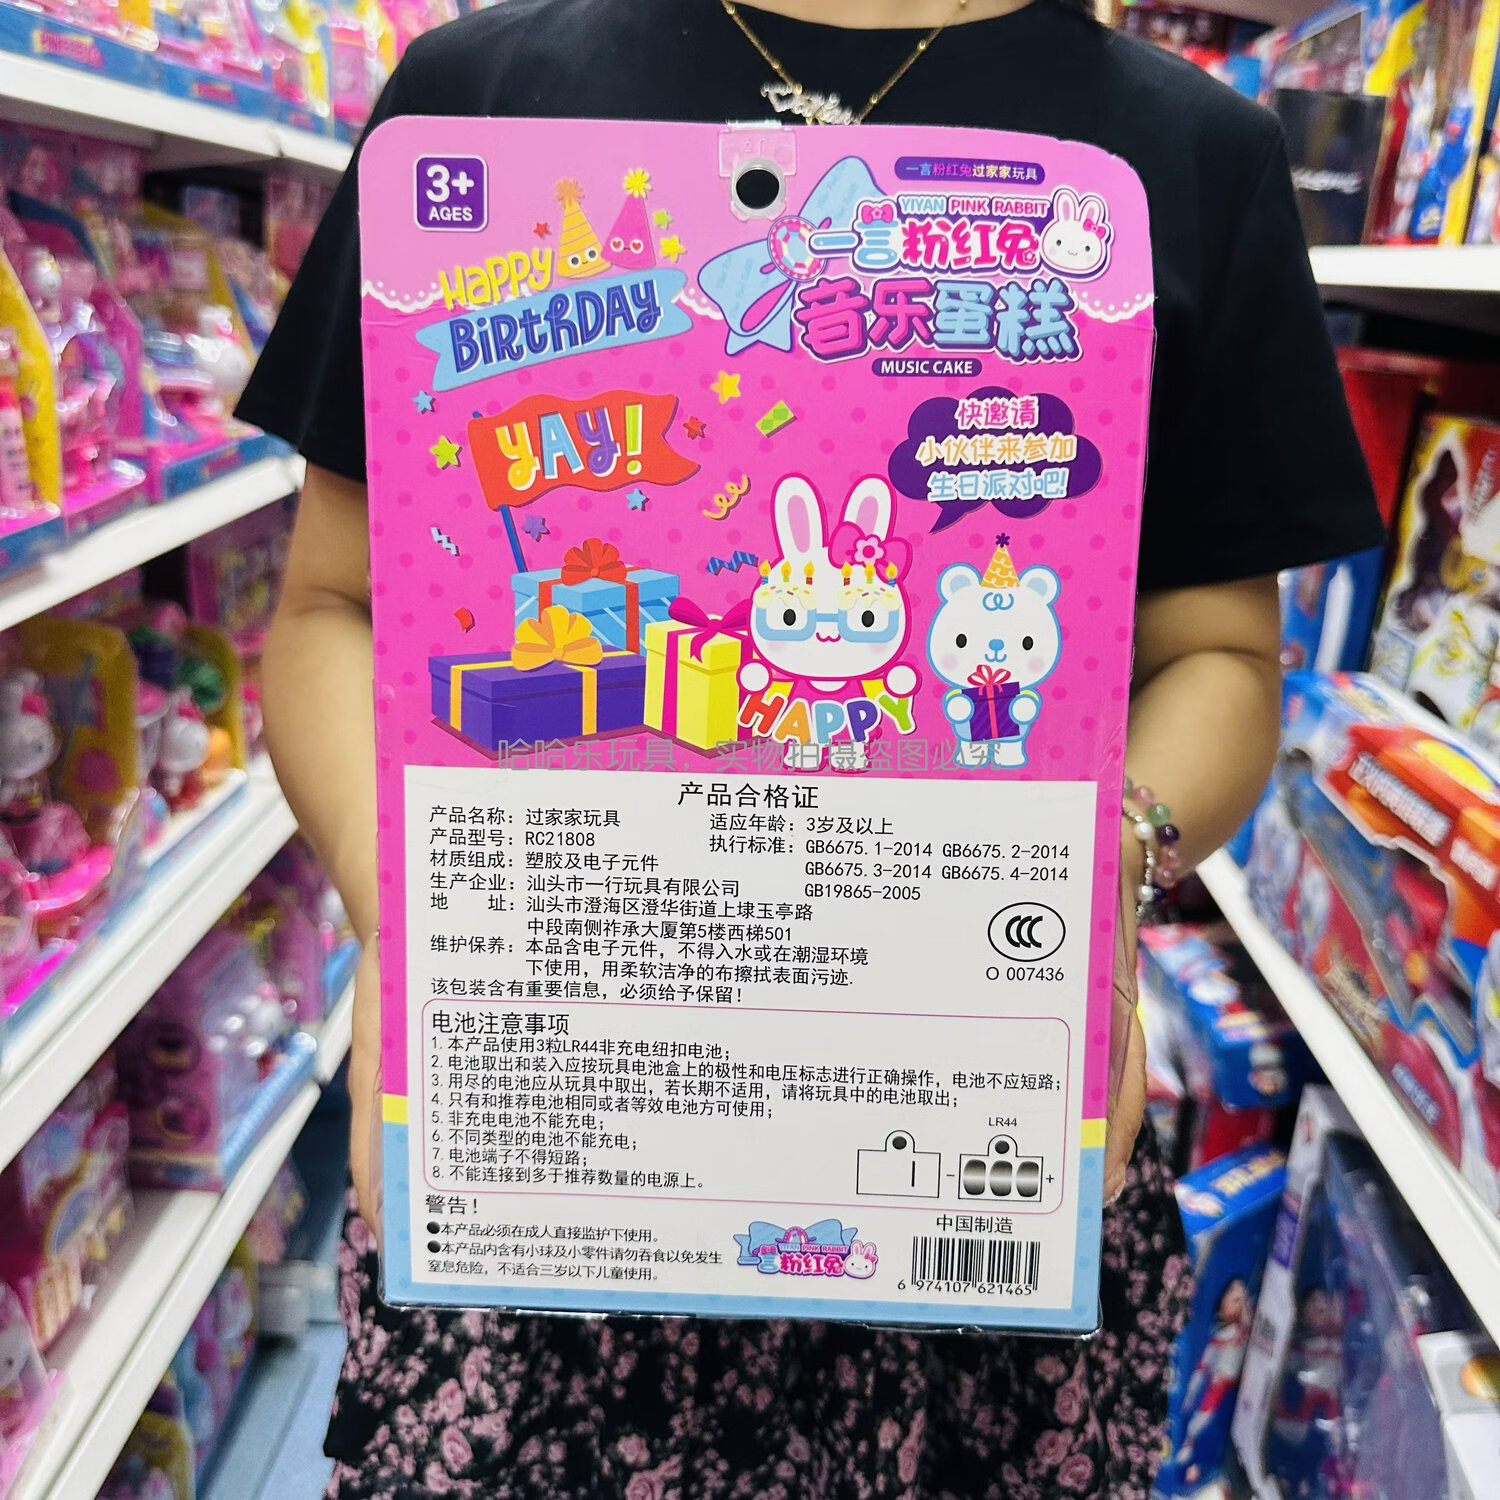 3+
AGES
一言粉红兔过家家玩具
YIYAN PINK RABBIT
一言粉红兔
音乐蛋糕
MUSIC CAKE
HAPPY
BiRthDAY
YAY!
快邀请
小伙伴来参加
生日派对吧!
HAPPY
哈哈乐玩具，实物拍摄盗图必究
产品合格证
产品名称：过家家玩具
产品型号：RC21808
材质组成：塑胶及电子元件
生产企业：汕头市一行玩具有限公司
地 址：汕头市澄海区澄华街道上埭玉亭路
中段南侧祚承大厦第5楼西梯501
维护保养：本品含电子元件，不得入水或在潮湿环境
下使用，用柔软洁净的布擦拭表面污迹.
该包装含有重要信息，必须给予保留！
适应年龄：3岁及以上
执行标准：GB6675.1-2014 GB6675.2-2014
GB6675.3-2014 GB6675.4-2014
GB19865-2005
CCC
O 007436
电池注意事项
1.本产品使用3粒LR44非充电纽扣电池；
2.电池取出和装入应按玩具电池盒上的极性和电压标志进行正确操作，电池不应短路；
3.用尽的电池应从玩具中取出，若长期不适用，请将玩具中的电池取出；
4.只有和推荐电池相同或者等效电池方可使用；
5.非充电电池不能充电；
6.不同类型的电池不能充电；
7.电池端子不得短路；
8.不能连接到多于推荐数量的电源上。
LR44
- +
警告！
●本产品必须在成人直接监护下使用。
●本产品内含有小球及小零件请勿吞食以免发生
窒息危险，不适合三岁以下儿童使用。
YIYAN PINK RABBIT
一言粉红兔
中国制造
6 974107 621465